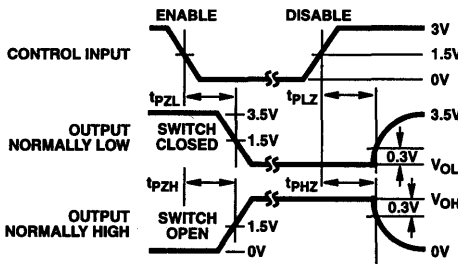 ENABLE DISABLE
3V
CONTROL INPUT 1.5V
0V
tPZL tPLZ
3.5V 3.5V
OUTPUT NORMALLY LOW
SWITCH CLOSED
1.5V
0.3V
VOL
tPZH tPHZ
VOH
0.3V
OUTPUT NORMALLY HIGH
SWITCH OPEN
1.5V
0V